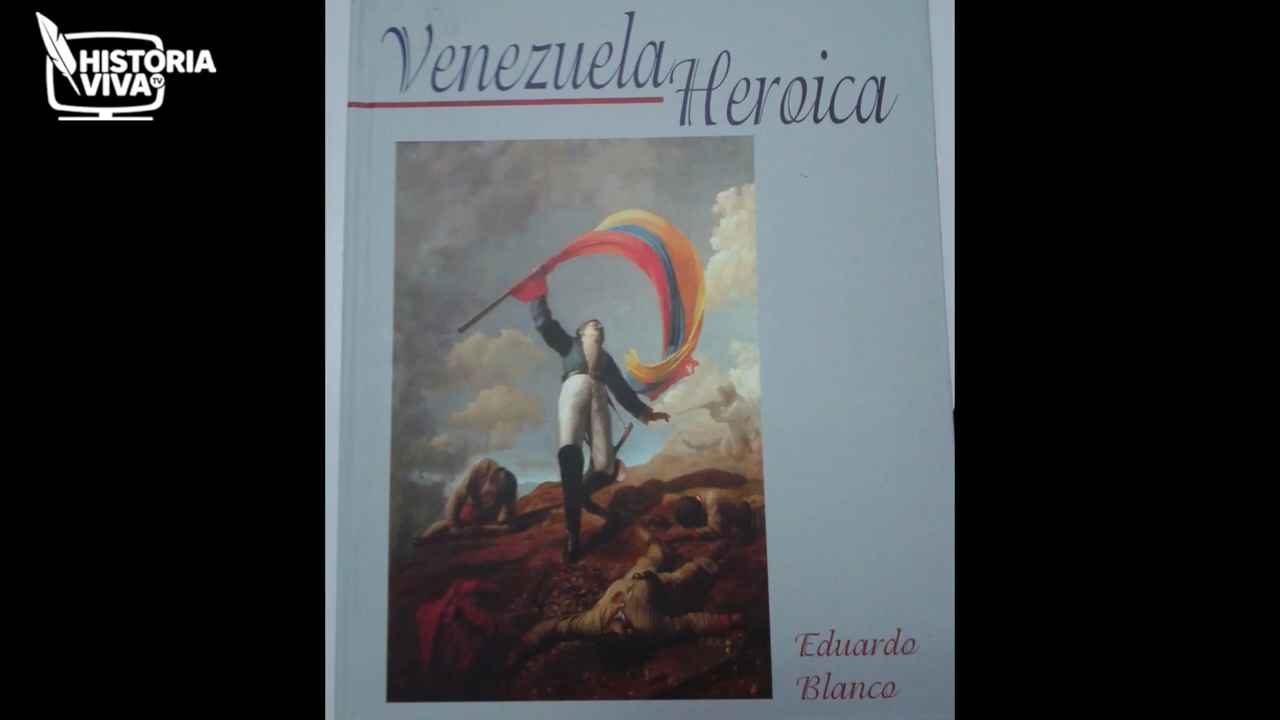 HISTORIA
VIVA TV
Venezuela
Heroica
Eduardo
Blanco